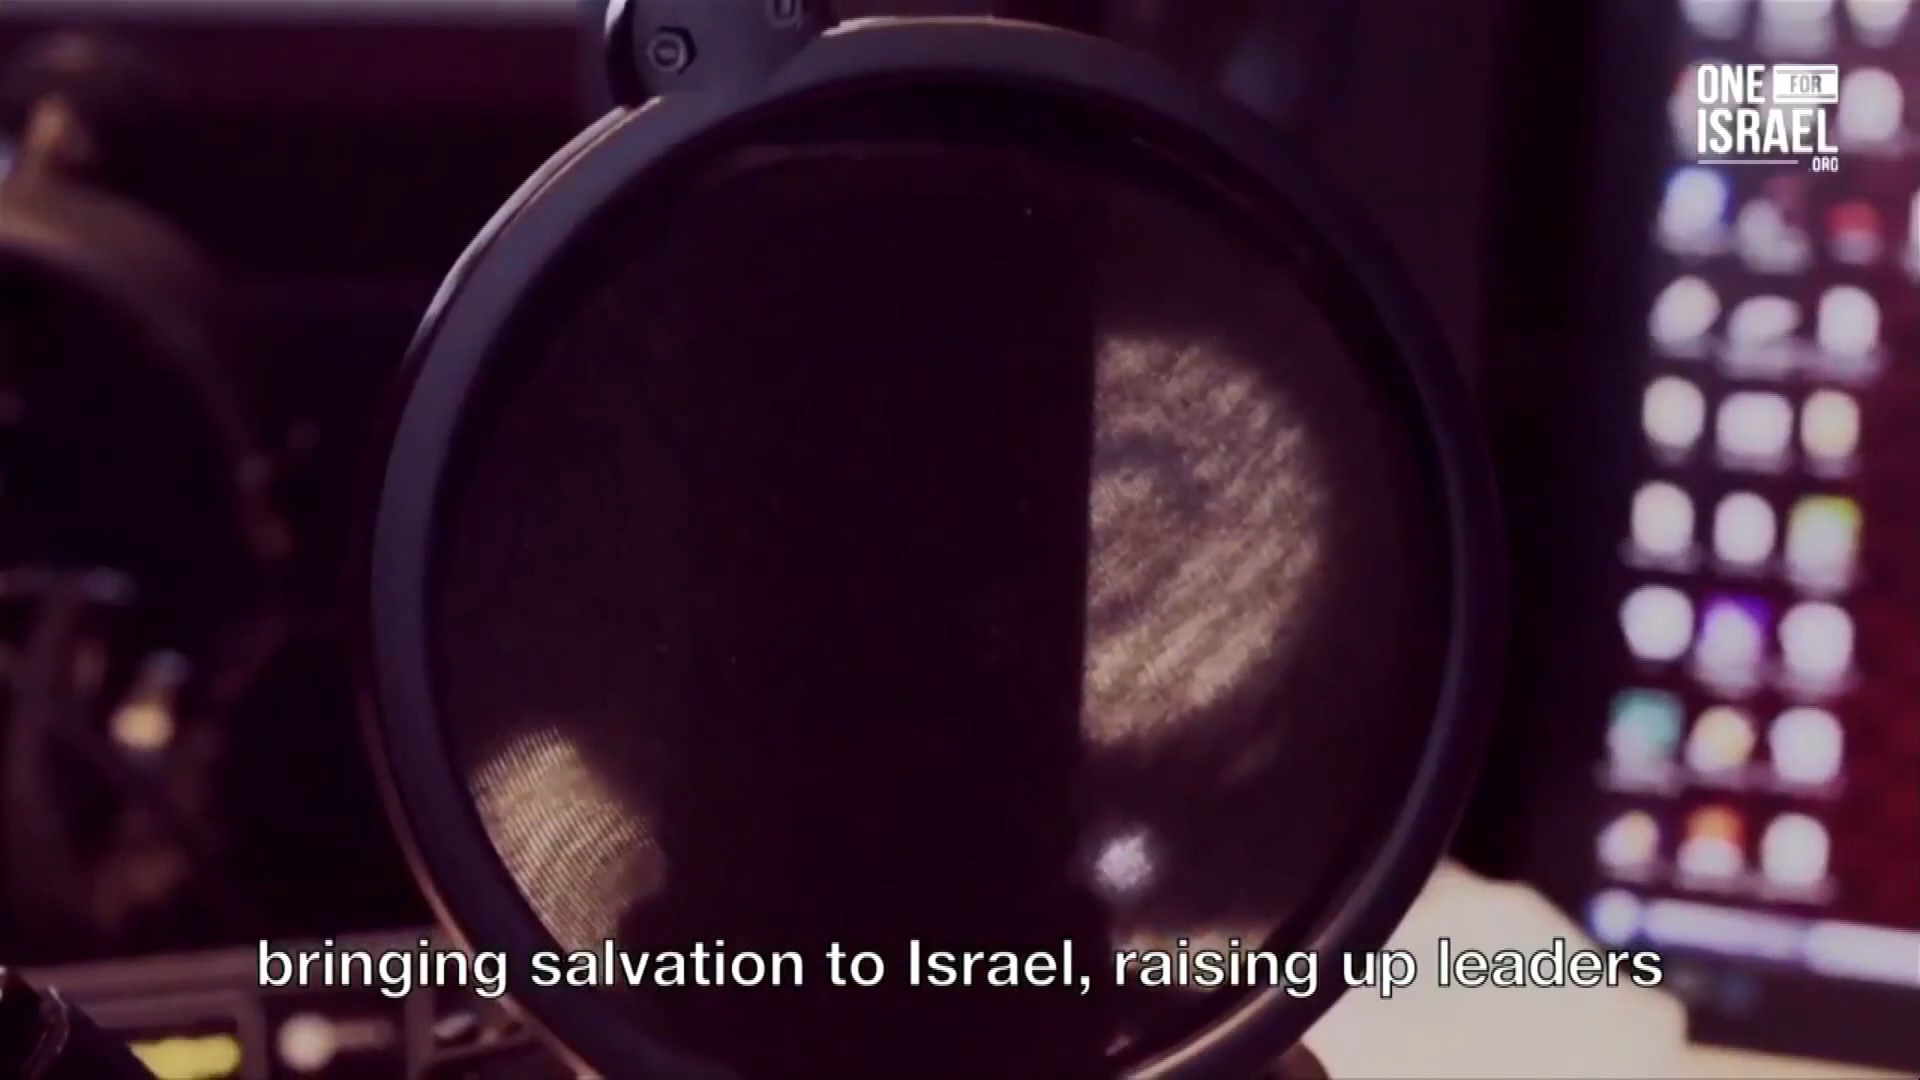 ONE FOR
ISRAEL
.ORG
bringing salvation to Israel, raising up leaders